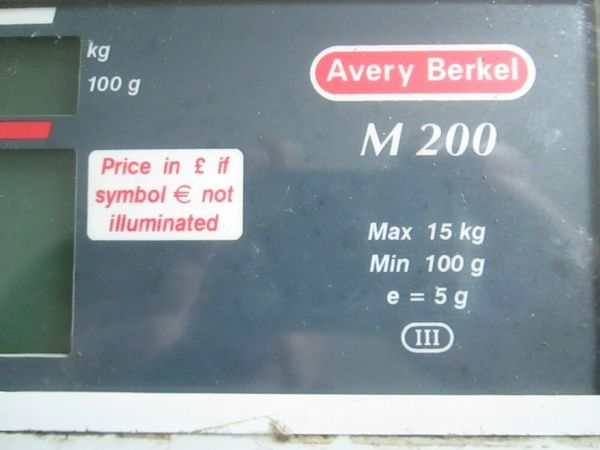 kg
100 g
Avery Berkel
M 200
Price in £ if
symbol € not
illuminated
Max 15 kg
Min 100 g
e = 5 g
III